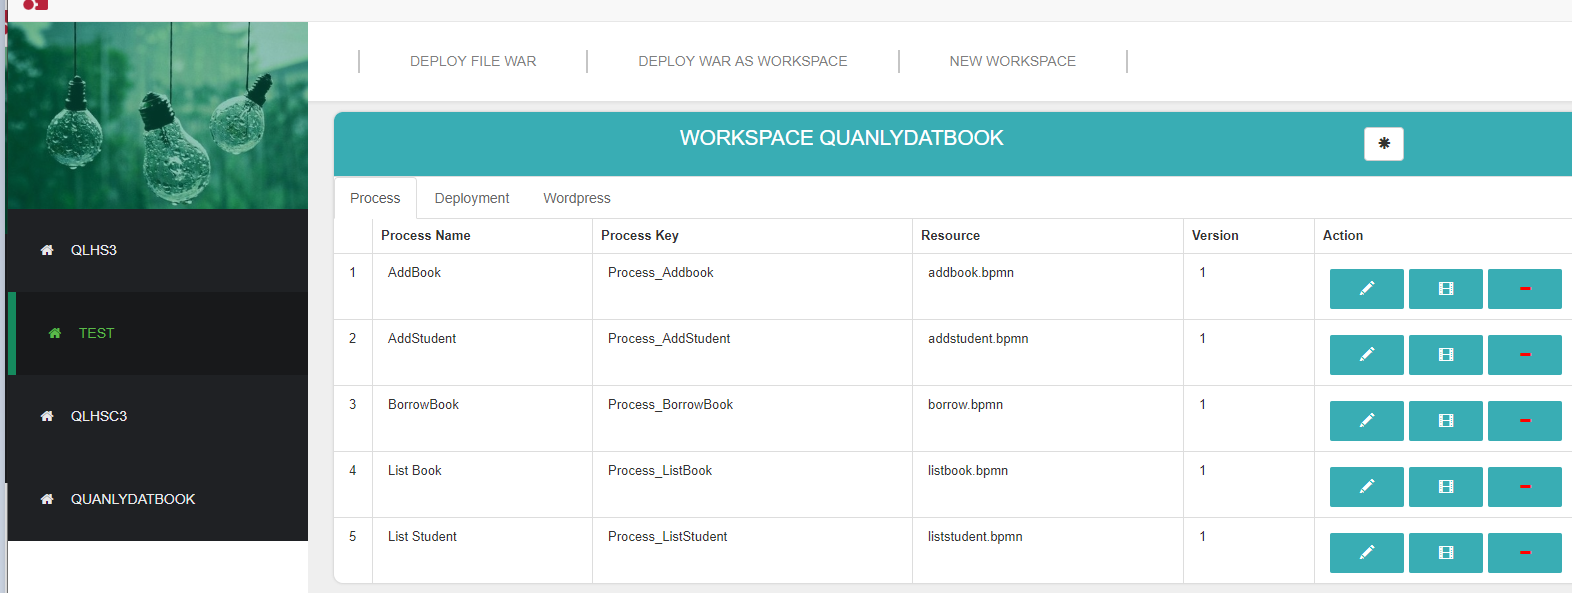 DEPLOY FILE WAR
DEPLOY WAR AS WORKSPACE
NEW WORKSPACE
QLHS3
TEST
QLHSC3
QUANLYDATBOOK
WORKSPACE QUANLYDATBOOK
Process Deployment Wordpress
Process Name Process Key Resource Version Action
1 AddBook Process_Addbook addbook.bpmn 1
2 AddStudent Process_AddStudent addstudent.bpmn 1
3 BorrowBook Process_BorrowBook borrow.bpmn 1
4 List Book Process_ListBook listbook.bpmn 1
5 List Student Process_ListStudent liststudent.bpmn 1